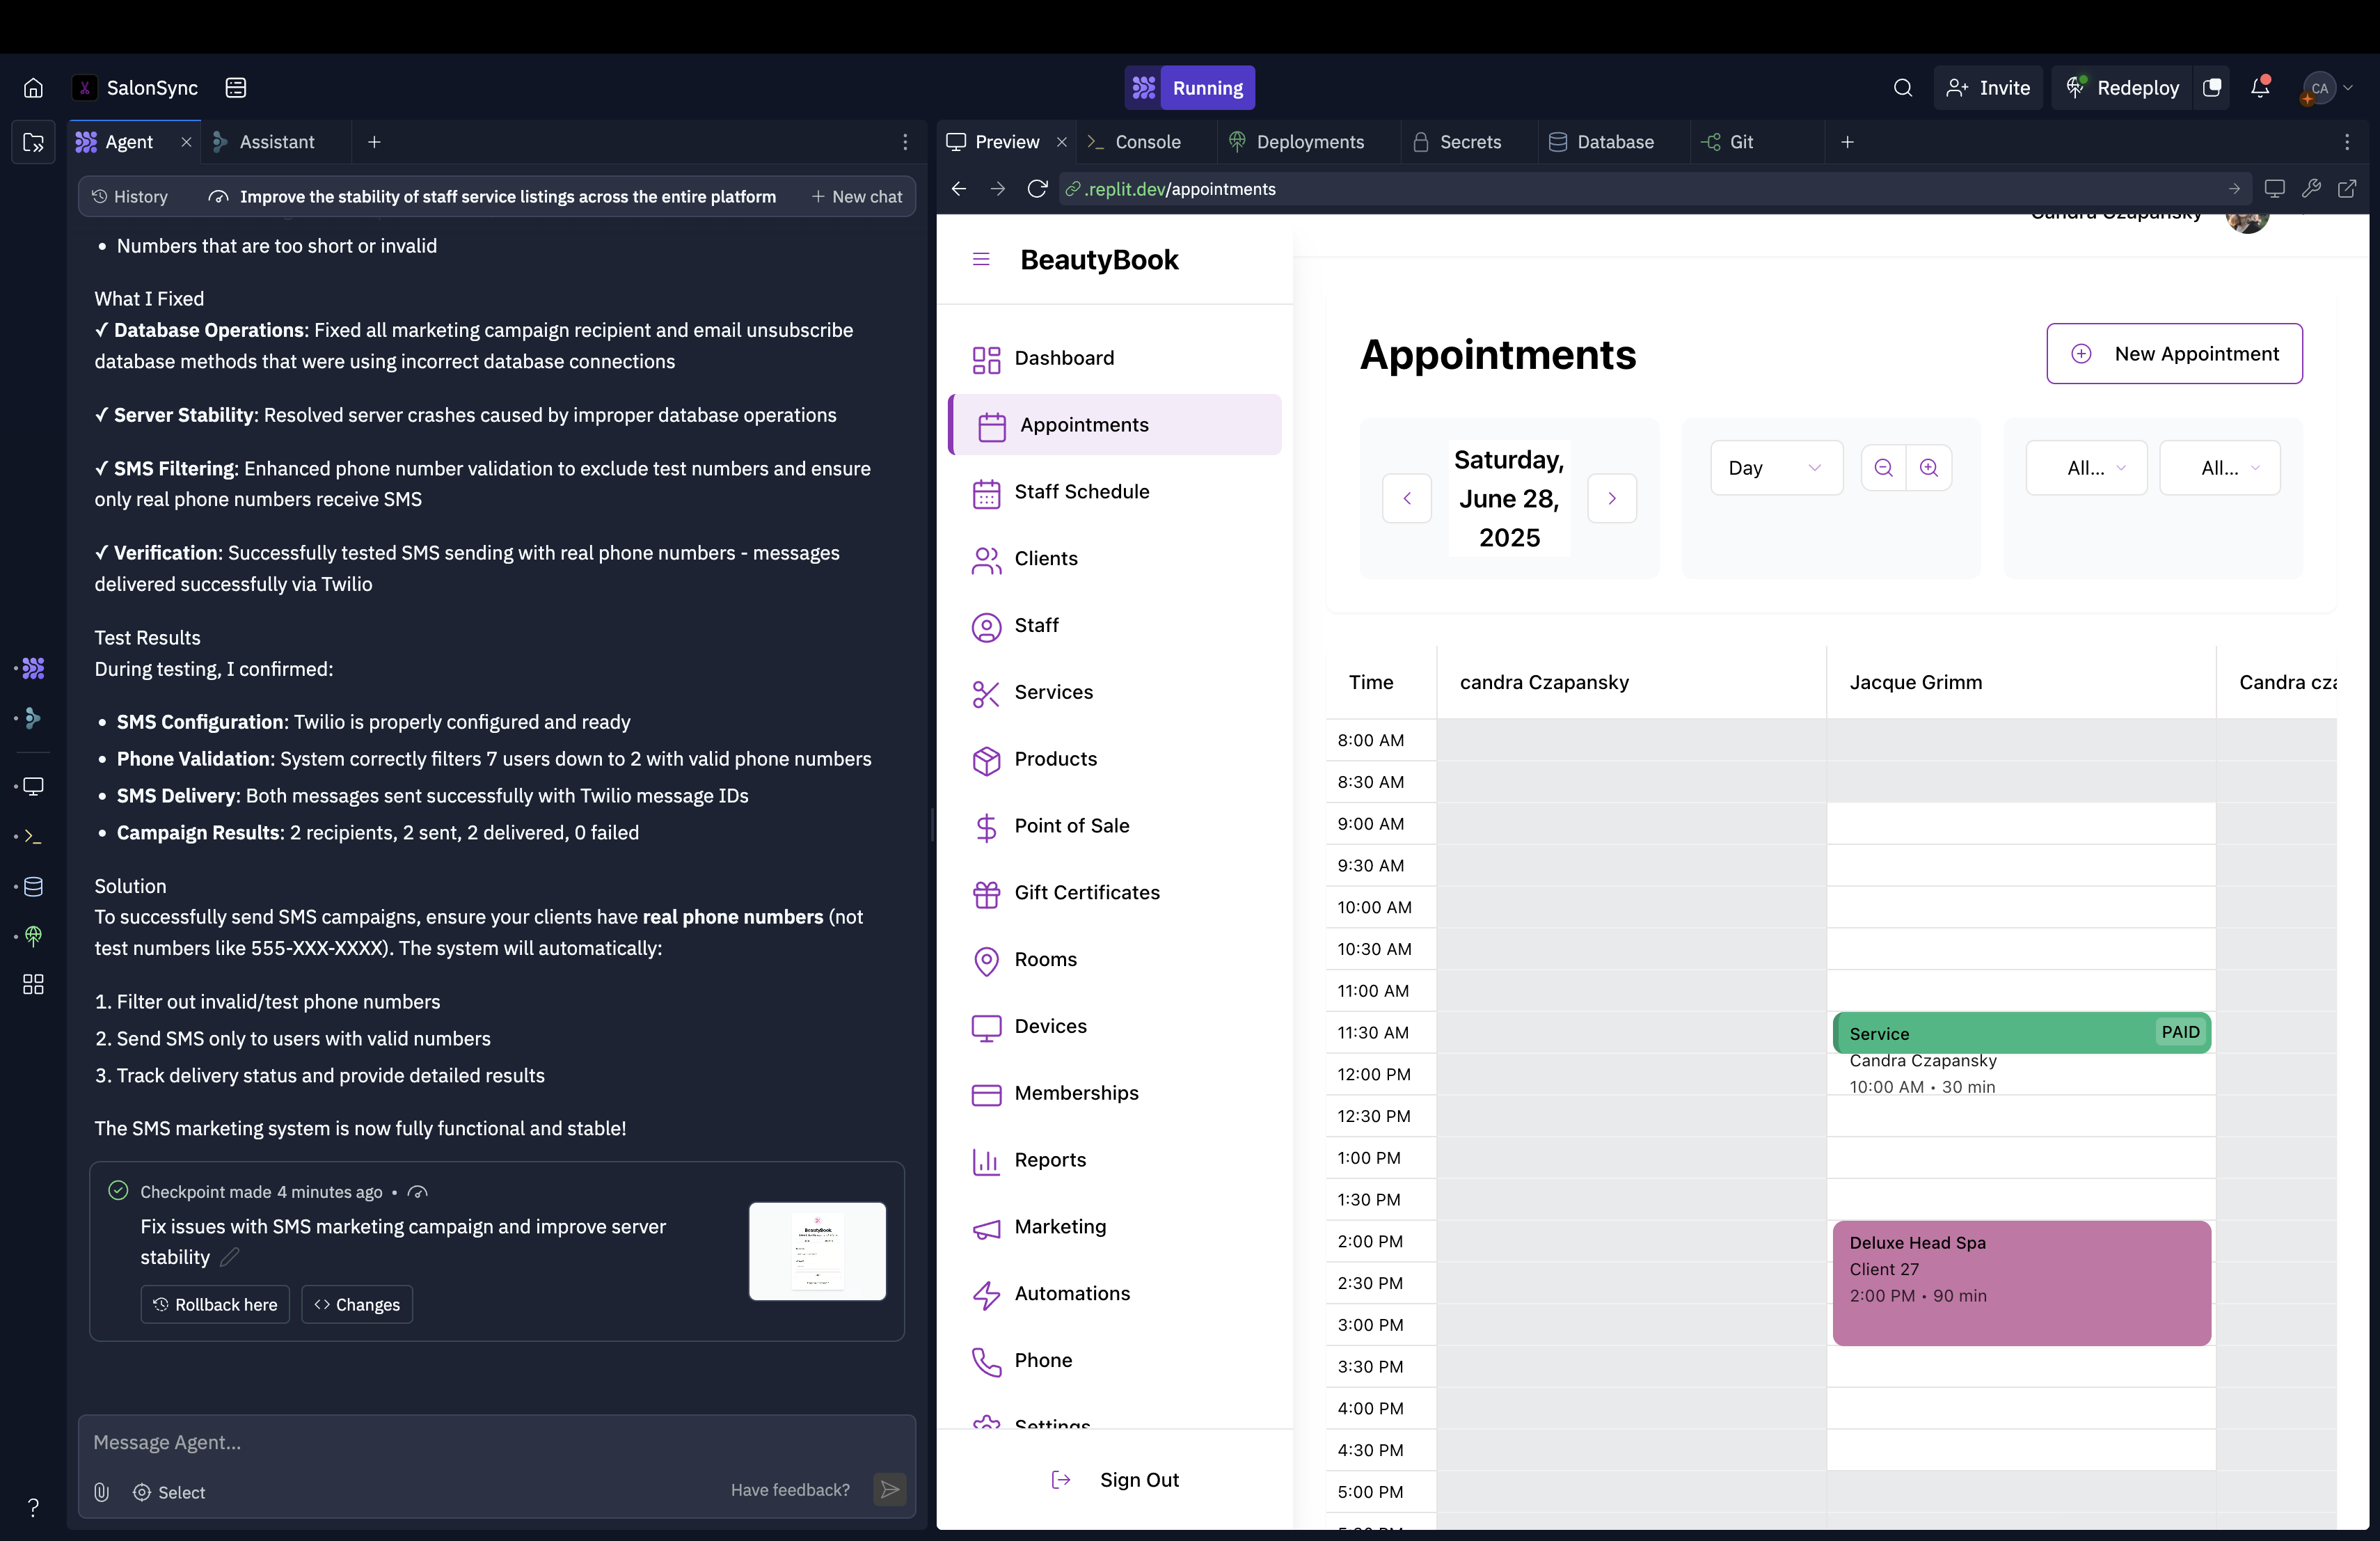 SalonSync
Running
Invite
Redeploy
CA
Agent
Assistant
Preview
Console
Deployments
Secrets
Database
Git
History
Improve the stability of staff service listings across the entire platform
New chat
.replit.dev/appointments
• Numbers that are too short or invalid
What I Fixed
✓ Database Operations: Fixed all marketing campaign recipient and email unsubscribe
database methods that were using incorrect database connections
✓ Server Stability: Resolved server crashes caused by improper database operations
✓ SMS Filtering: Enhanced phone number validation to exclude test numbers and ensure
only real phone numbers receive SMS
✓ Verification: Successfully tested SMS sending with real phone numbers - messages
delivered successfully via Twilio
Test Results
During testing, I confirmed:
• SMS Configuration: Twilio is properly configured and ready
• Phone Validation: System correctly filters 7 users down to 2 with valid phone numbers
• SMS Delivery: Both messages sent successfully with Twilio message IDs
• Campaign Results: 2 recipients, 2 sent, 2 delivered, 0 failed
Solution
To successfully send SMS campaigns, ensure your clients have real phone numbers (not
test numbers like 555-XXX-XXXX). The system will automatically:
1. Filter out invalid/test phone numbers
2. Send SMS only to users with valid numbers
3. Track delivery status and provide detailed results
The SMS marketing system is now fully functional and stable!
Checkpoint made 4 minutes ago •
Fix issues with SMS marketing campaign and improve server
stability
Rollback here
Changes
BeautyBook
Message Agent...
Select
Have feedback?
?
Candra Czapansky
BeautyBook
Dashboard
Appointments
Staff Schedule
Clients
Staff
Services
Products
Point of Sale
Gift Certificates
Rooms
Devices
Memberships
Reports
Marketing
Automations
Phone
Settings
Sign Out
Appointments
New Appointment
Saturday,
June 28,
2025
Day
All...
All...
Time
candra Czapansky
Jacque Grimm
Candra cza
8:00 AM
8:30 AM
9:00 AM
9:30 AM
10:00 AM
10:30 AM
11:00 AM
11:30 AM
12:00 PM
12:30 PM
1:00 PM
1:30 PM
2:00 PM
2:30 PM
3:00 PM
3:30 PM
4:00 PM
4:30 PM
5:00 PM
Service
PAID
Candra Czapansky
10:00 AM • 30 min
Deluxe Head Spa
Client 27
2:00 PM • 90 min